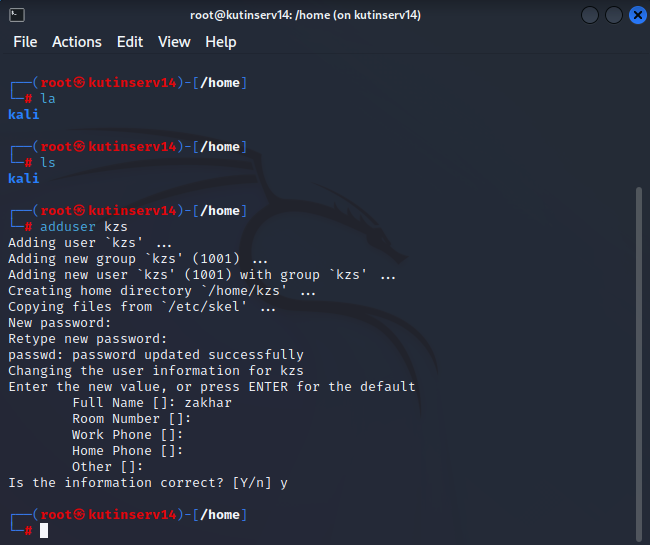 root@kutinserv14: /home (on kutinserv14)
File Actions Edit View Help
┌──(root㉿kutinserv14)-[/home]
└─# la
kali
┌──(root㉿kutinserv14)-[/home]
└─# ls
kali
┌──(root㉿kutinserv14)-[/home]
└─# adduser kzs
Adding user `kzs' ...
Adding new group `kzs' (1001) ...
Adding new user `kzs' (1001) with group `kzs' ...
Creating home directory `/home/kzs' ...
Copying files from `/etc/skel' ...
New password:
Retype new password:
passwd: password updated successfully
Changing the user information for kzs
Enter the new value, or press ENTER for the default
Full Name []: zakhar
Room Number []:
Work Phone []:
Home Phone []:
Other []:
Is the information correct? [Y/n] y
┌──(root㉿kutinserv14)-[/home]
└─#